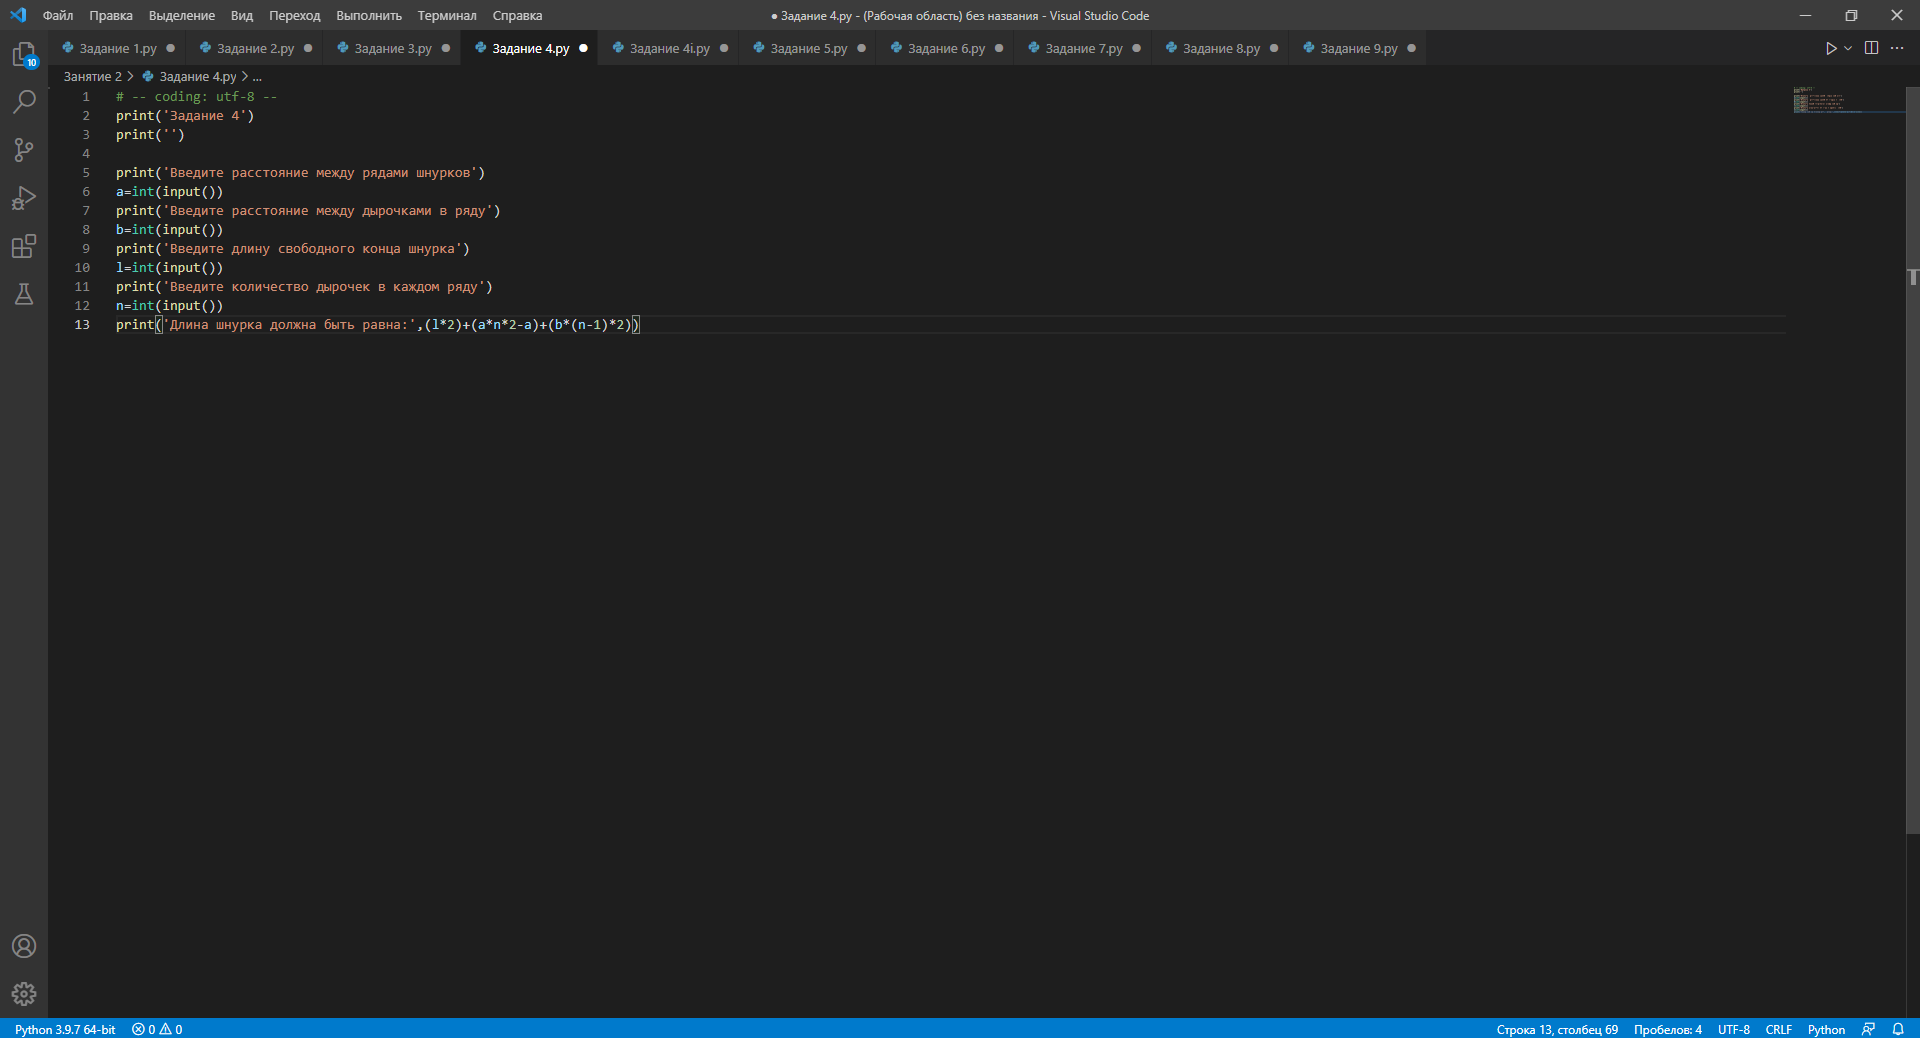 Файл Правка Выделение Вид Переход Выполнить Терминал Справка
● Задание 4.py - (Рабочая область) без названия - Visual Studio Code
Задание 1.py Задание 2.py Задание 3.py Задание 4.py Задание 4i.py Задание 5.py Задание 6.py Задание 7.py Задание 8.py Задание 9.py
10
Занятие 2 > Задание 4.py > ...
1 # -- coding: utf-8 --
2 print('Задание 4')
3 print('')
4
5 print('Введите расстояние между рядами шнурков')
6 a=int(input())
7 print('Введите расстояние между дырочками в ряду')
8 b=int(input())
9 print('Введите длину свободного конца шнурка')
10 l=int(input())
11 print('Введите количество дырочек в каждом ряду')
12 n=int(input())
13 print('Длина шнурка должна быть равна:',(l*2)+(a*n*2-a)+(b*(n-1)*2))
Python 3.9.7 64-bit 0 0 Строка 13, столбец 69 Пробелов: 4 UTF-8 CRLF Python